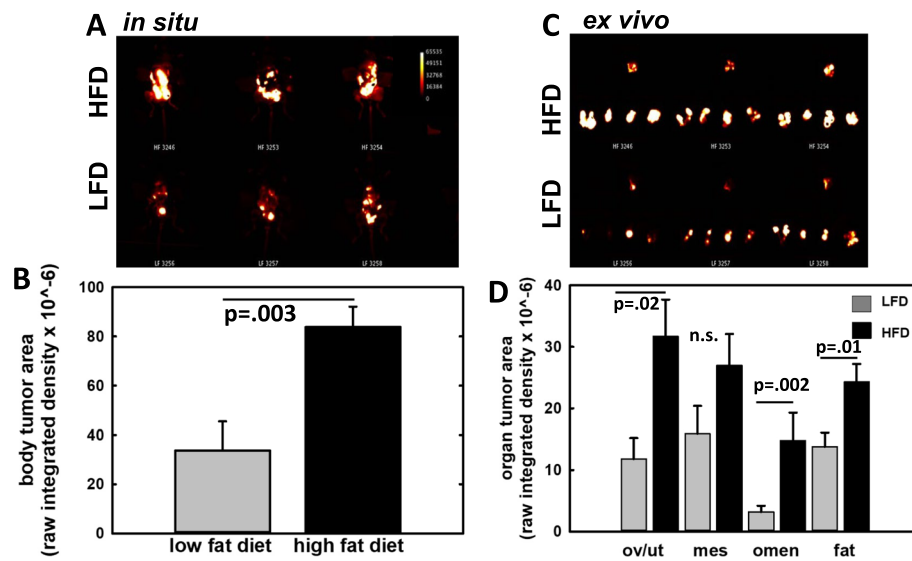 A in situ
HFD
65535
49151
32768
16384
0
HF 3246 HF 3253 HF 3254
LFD
LF 3256 LF 3257 LF 3258
C ex vivo
HFD
HF 3246 HF 3253 HF 3254
LFD
LF 3256 LF 3257 LF 3258
B
body tumor area
(raw integrated density x 10^-6)
100
80
60
40
20
0
p=.003
low fat diet high fat diet
D
organ tumor area
(raw integrated density x 10^-6)
40
30
20
10
0
LFD
HFD
p=.02
n.s.
p=.002
p=.01
ov/ut mes omen fat